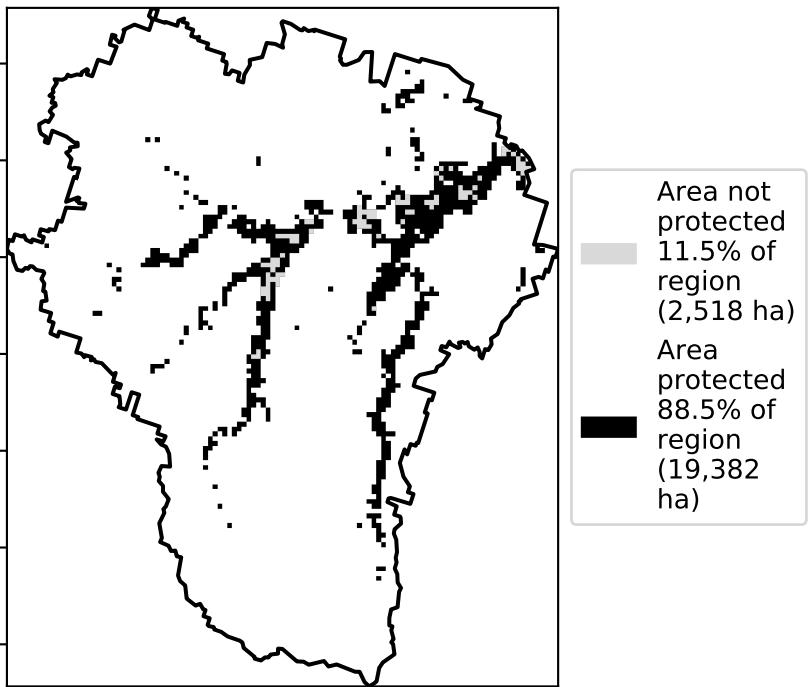 Area not
protected
11.5% of
region
(2,518 ha)
Area
protected
88.5% of
region
(19,382
ha)